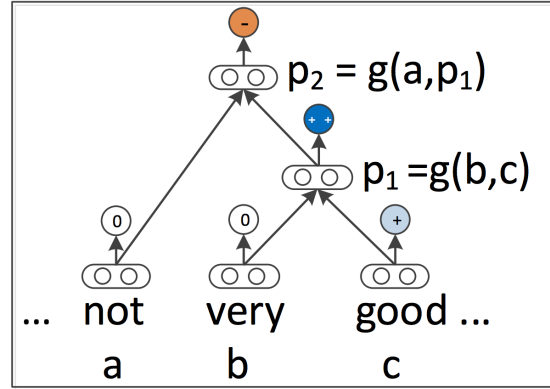 -
p₂ = g(a,p₁)
+ +
p₁ =g(b,c)
0 0 +
... not very good ...
a b c